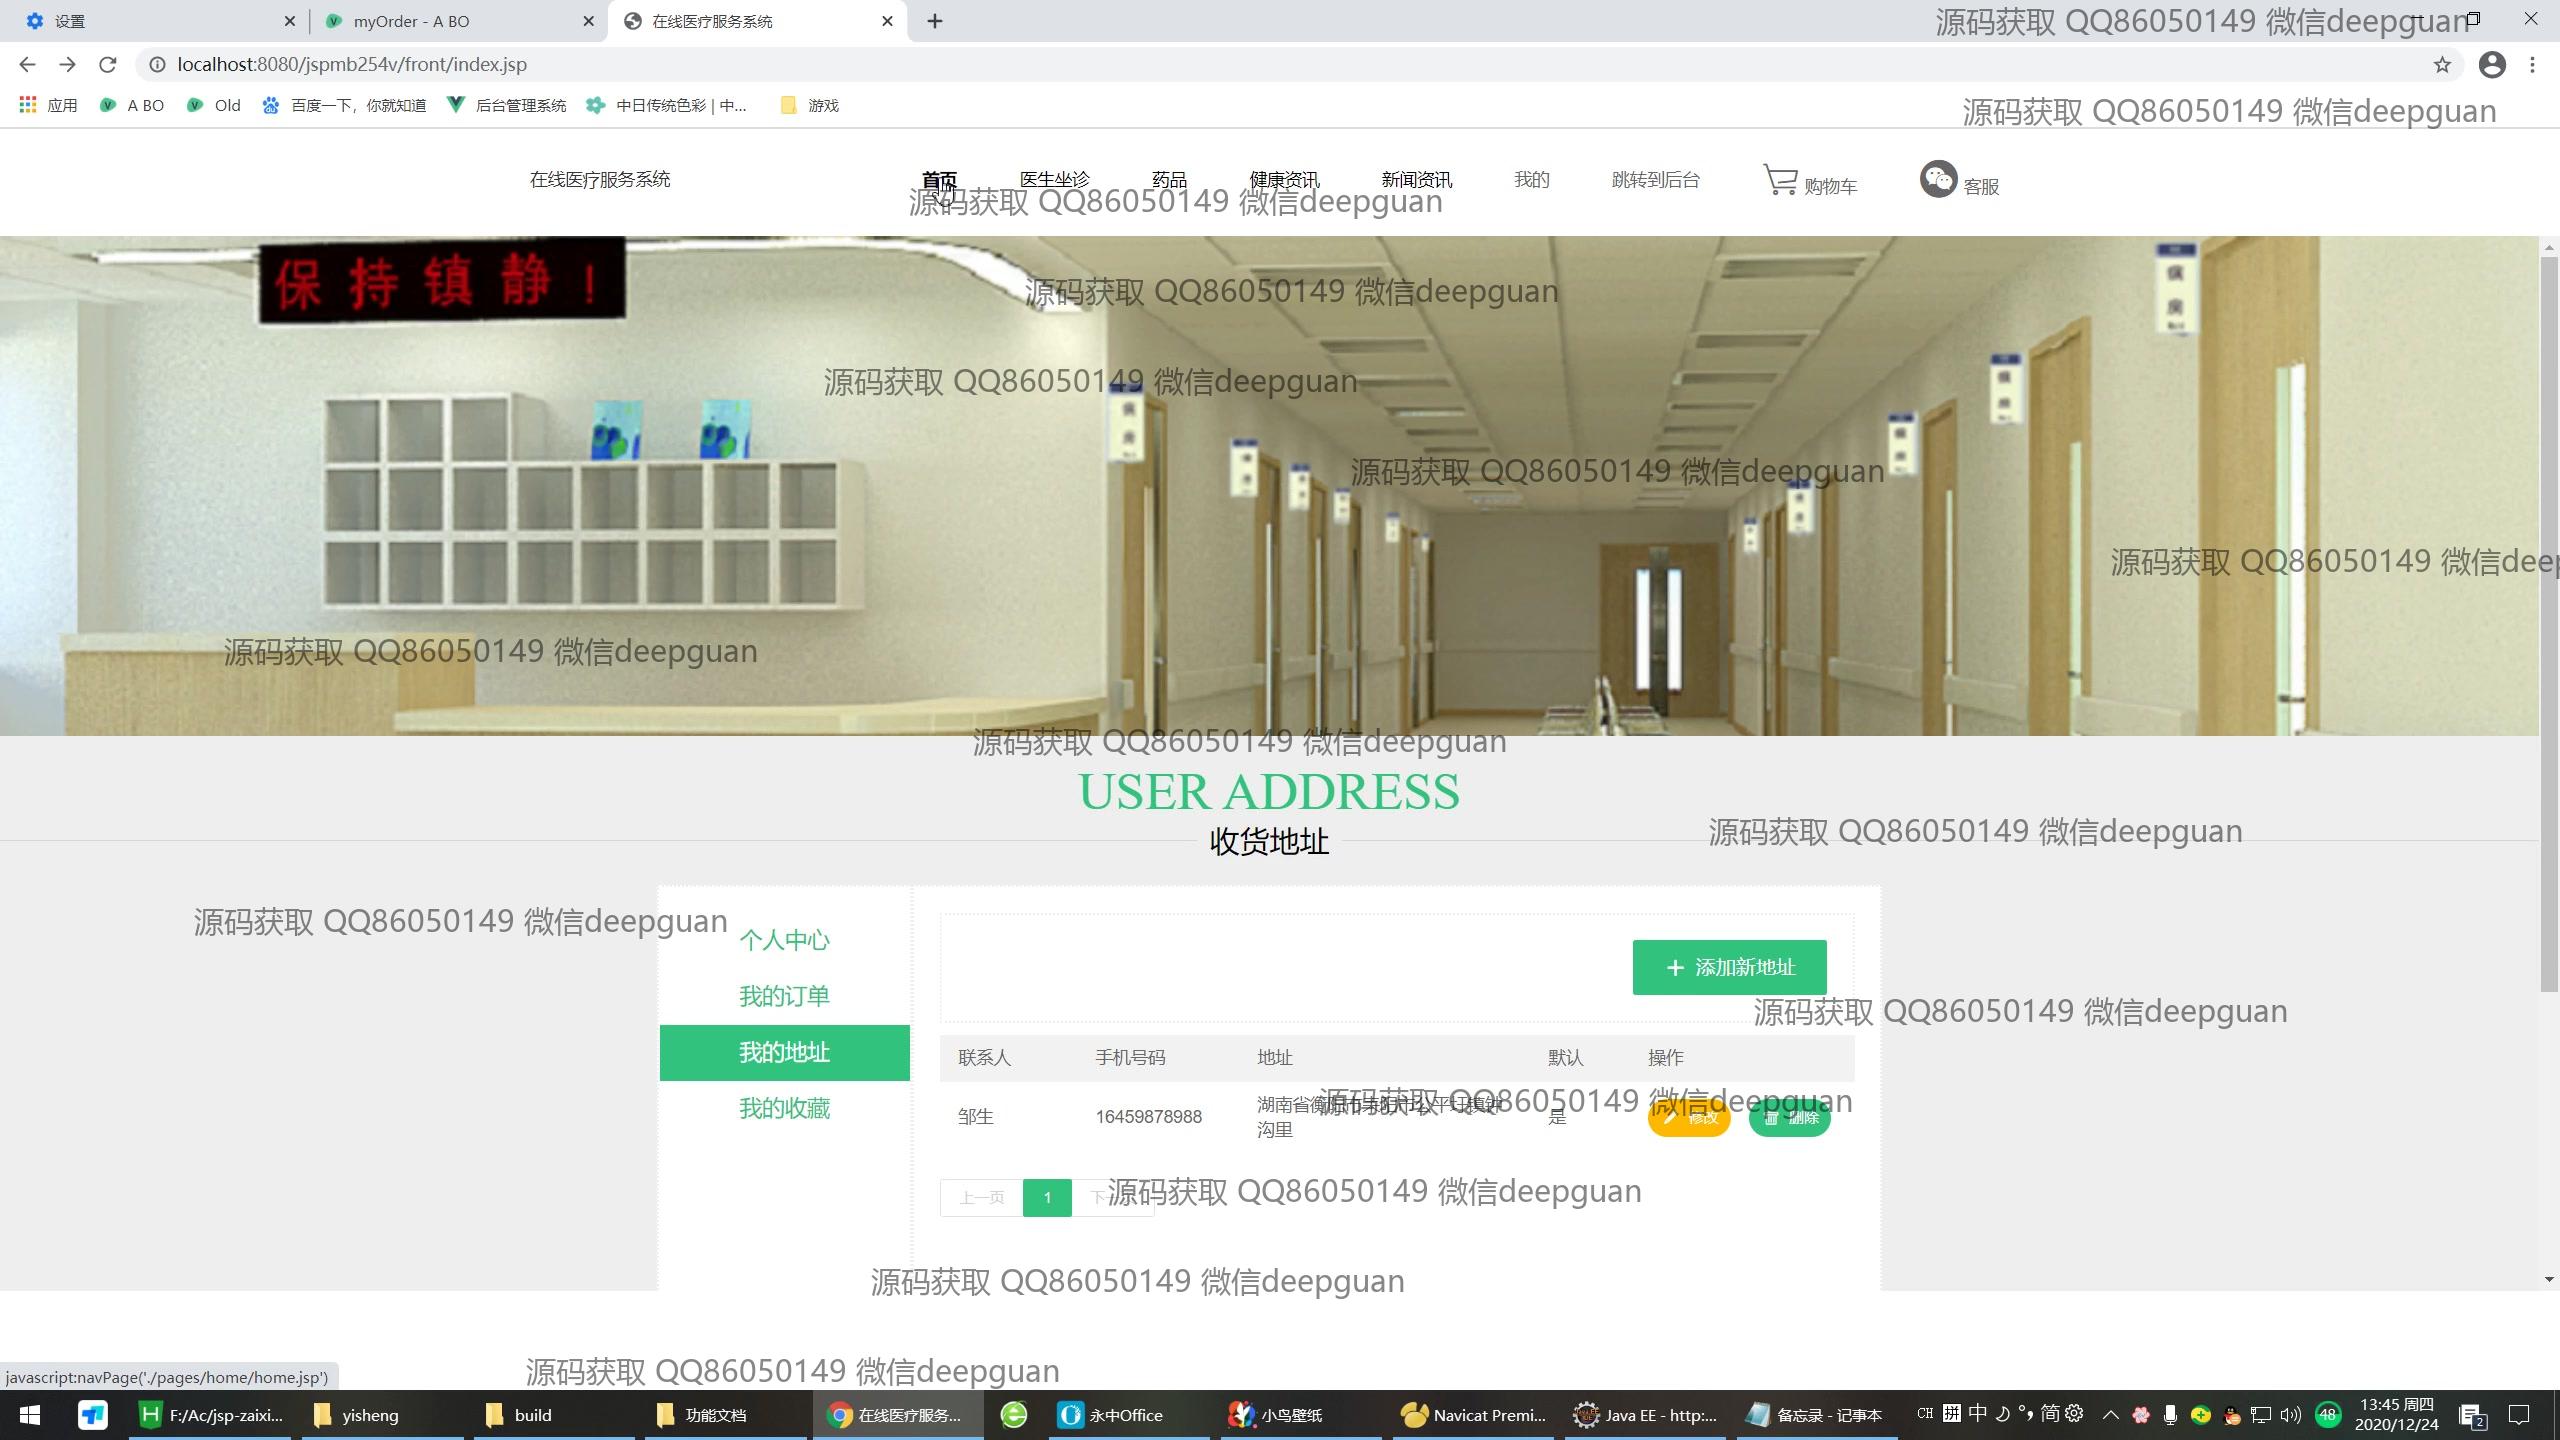 设置
myOrder - A BO
在线医疗服务系统
源码获取 QQ86050149 微信deepguan
localhost:8080/jspmb254v/front/index.jsp
应用
A BO
Old
百度一下，你就知道
后台管理系统
中日传统色彩 | 中...
游戏
源码获取 QQ86050149 微信deepguan
在线医疗服务系统
首页
医生坐诊
药品
健康资讯
新闻资讯
我的
跳转到后台
购物车
客服
源码获取 QQ86050149 微信deepguan
保持镇静！
源码获取 QQ86050149 微信deepguan
源码获取 QQ86050149 微信deepguan
源码获取 QQ86050149 微信deepguan
源码获取 QQ86050149 微信deep
源码获取 QQ86050149 微信deepguan
源码获取 QQ86050149 微信deepguan
USER ADDRESS
收货地址
源码获取 QQ86050149 微信deepguan
源码获取 QQ86050149 微信deepguan
个人中心
我的订单
我的地址
我的收藏
添加新地址
源码获取 QQ86050149 微信deepguan
联系人 手机号码 地址 默认 操作
源码获取 QQ86050149 微信deepguan
邹生 16459878988 湖南省衡阳市 公平圩镇 是 修改 删除
沟里
上一页 1 下
源码获取 QQ86050149 微信deepguan
源码获取 QQ86050149 微信deepguan
源码获取 QQ86050149 微信deepguan
javascript:navPage('./pages/home/home.jsp')
F:/Ac/jsp-zaixi...
yisheng
build
功能文档
在线医疗服务...
永中Office
小鸟壁纸
Navicat Premi...
Java EE - http:...
备忘录 - 记事本
CH
拼
中
简
48
13:45 周四
2020/12/24
2